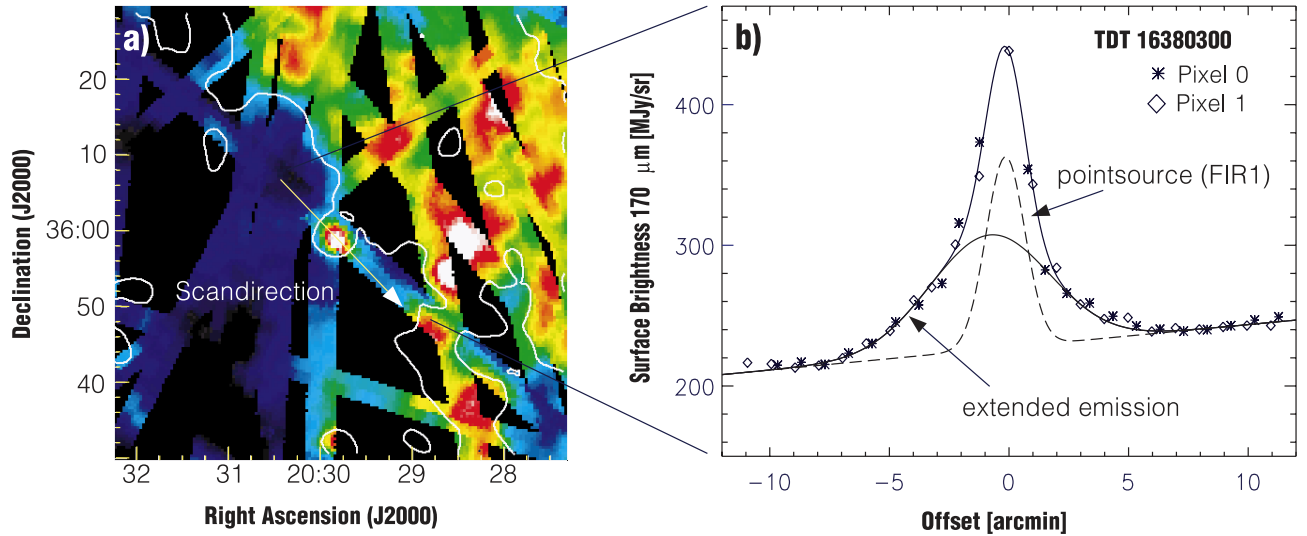 a)
20
10
36:00
50
40
Declination (J2000)
Scandirection
32
31
20:30
29
28
Right Ascension (J2000)
b)
TDT 16380300
Pixel 0
Pixel 1
pointsource (FIR1)
extended emission
400
300
200
Surface Brightness 170 μm [MJy/sr]
−10
−5
0
5
10
Offset [arcmin]